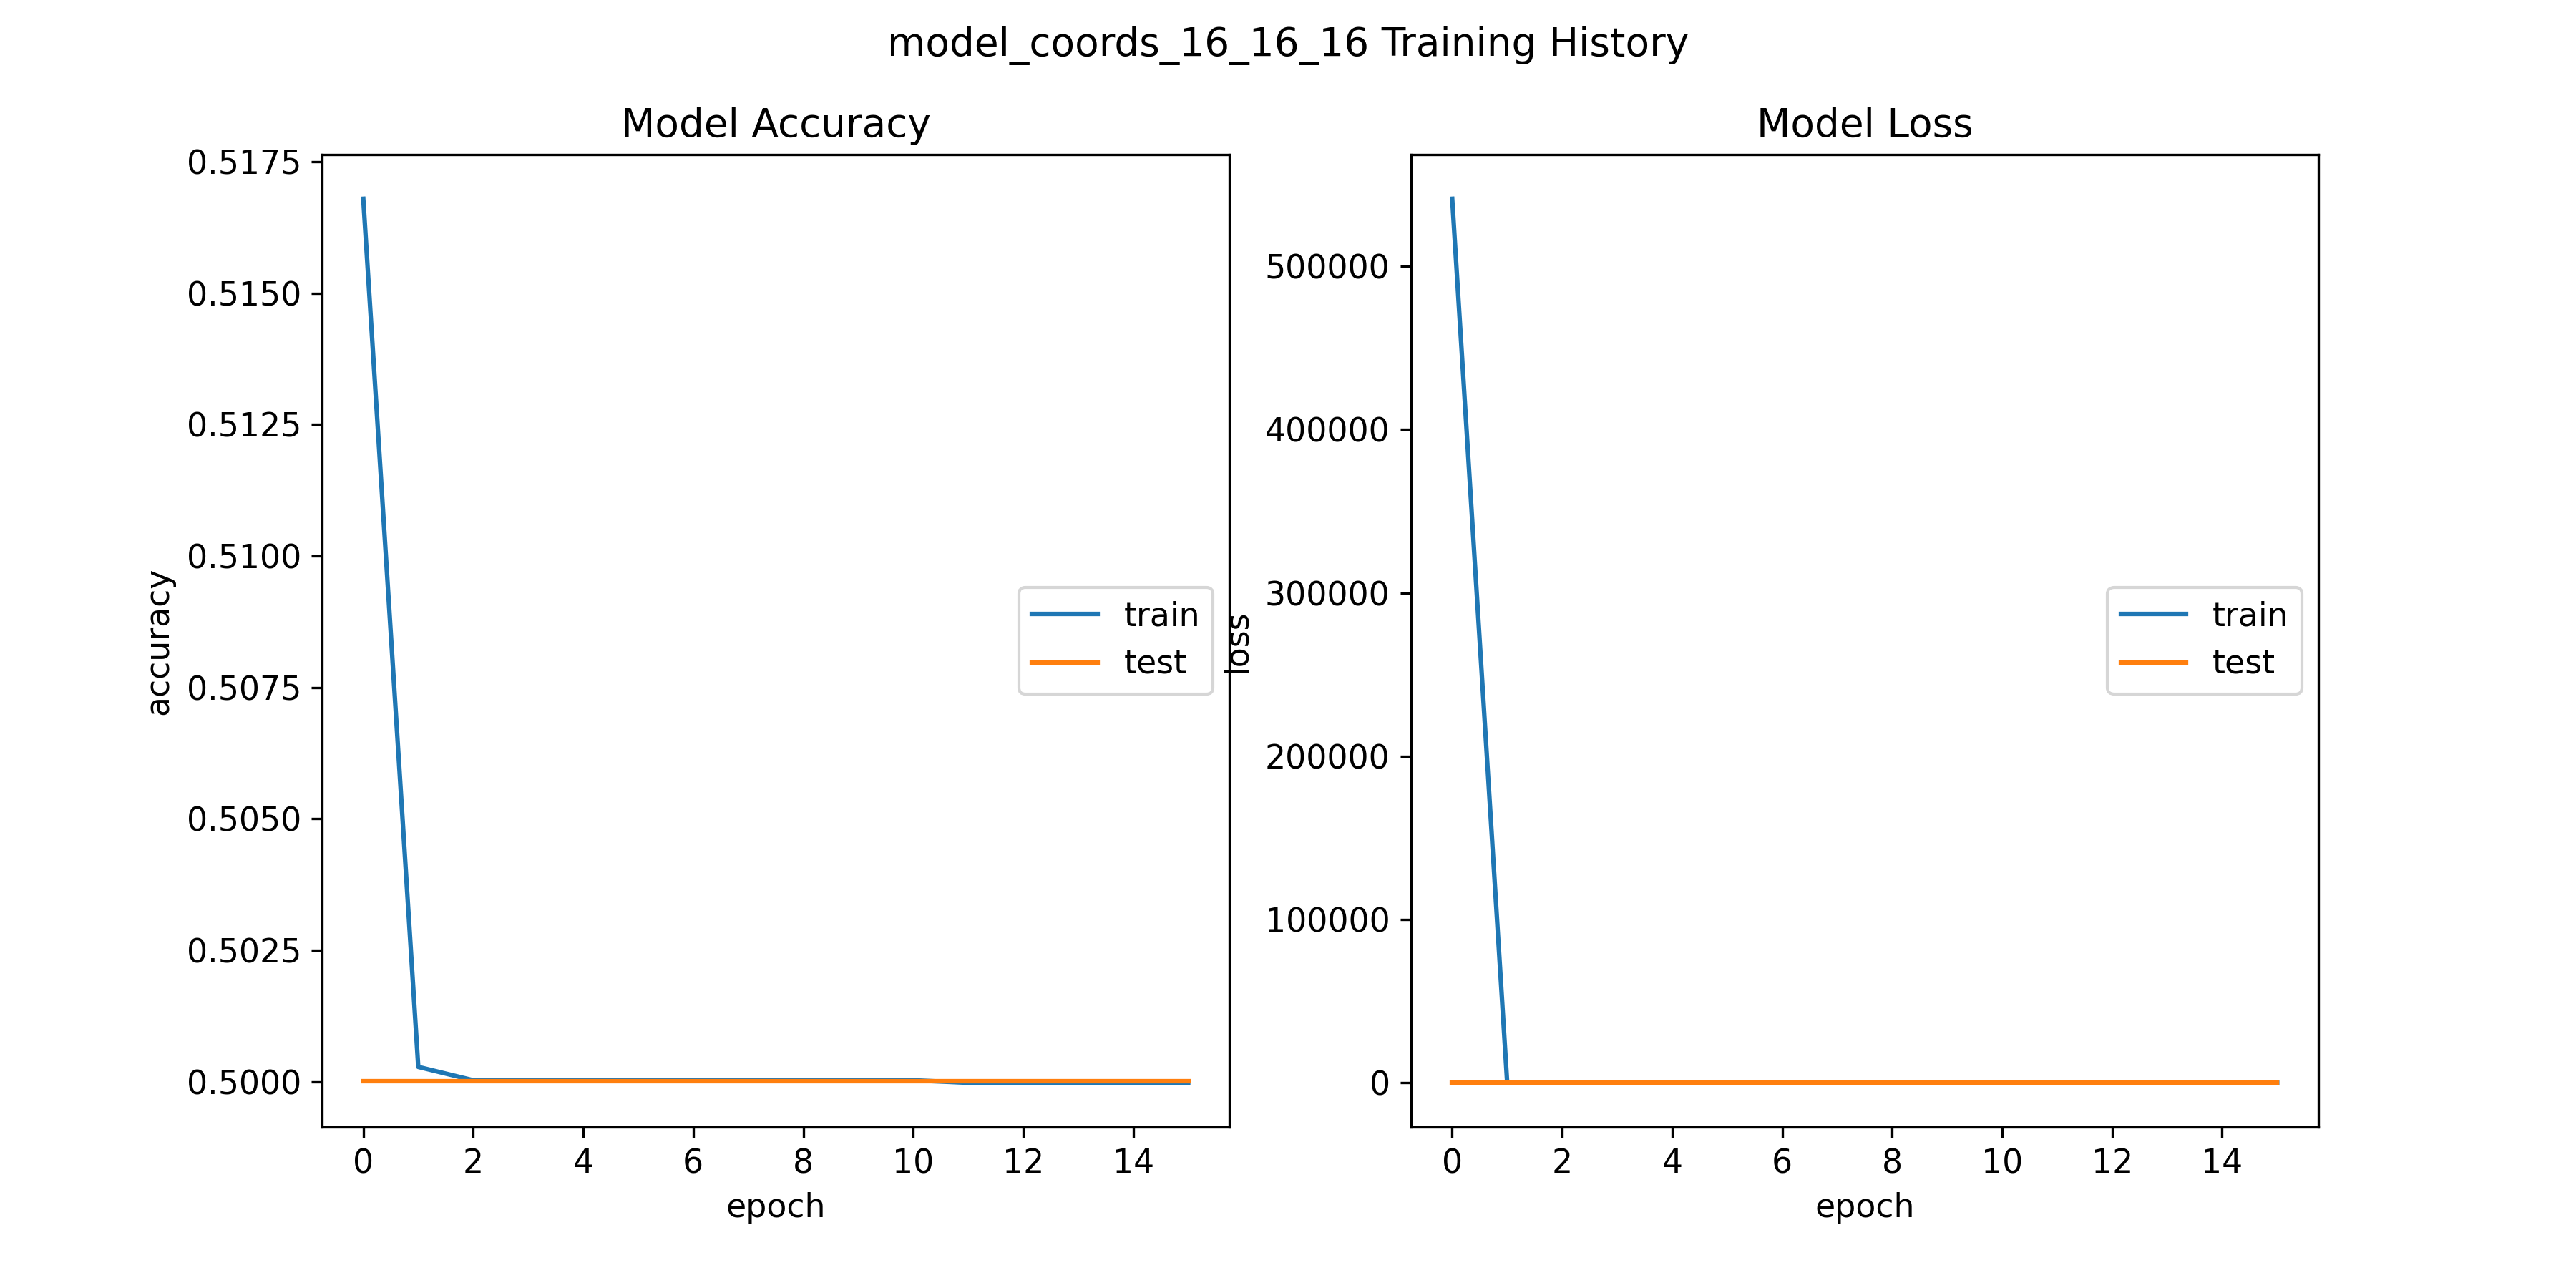 model_coords_16_16_16 Training History
Model Accuracy
0.5175
0.5150
0.5125
0.5100
0.5075
0.5050
0.5025
0.5000
accuracy
train
test
0 2 4 6 8 10 12 14
epoch
Model Loss
500000
400000
300000
200000
100000
0
loss
train
test
0 2 4 6 8 10 12 14
epoch